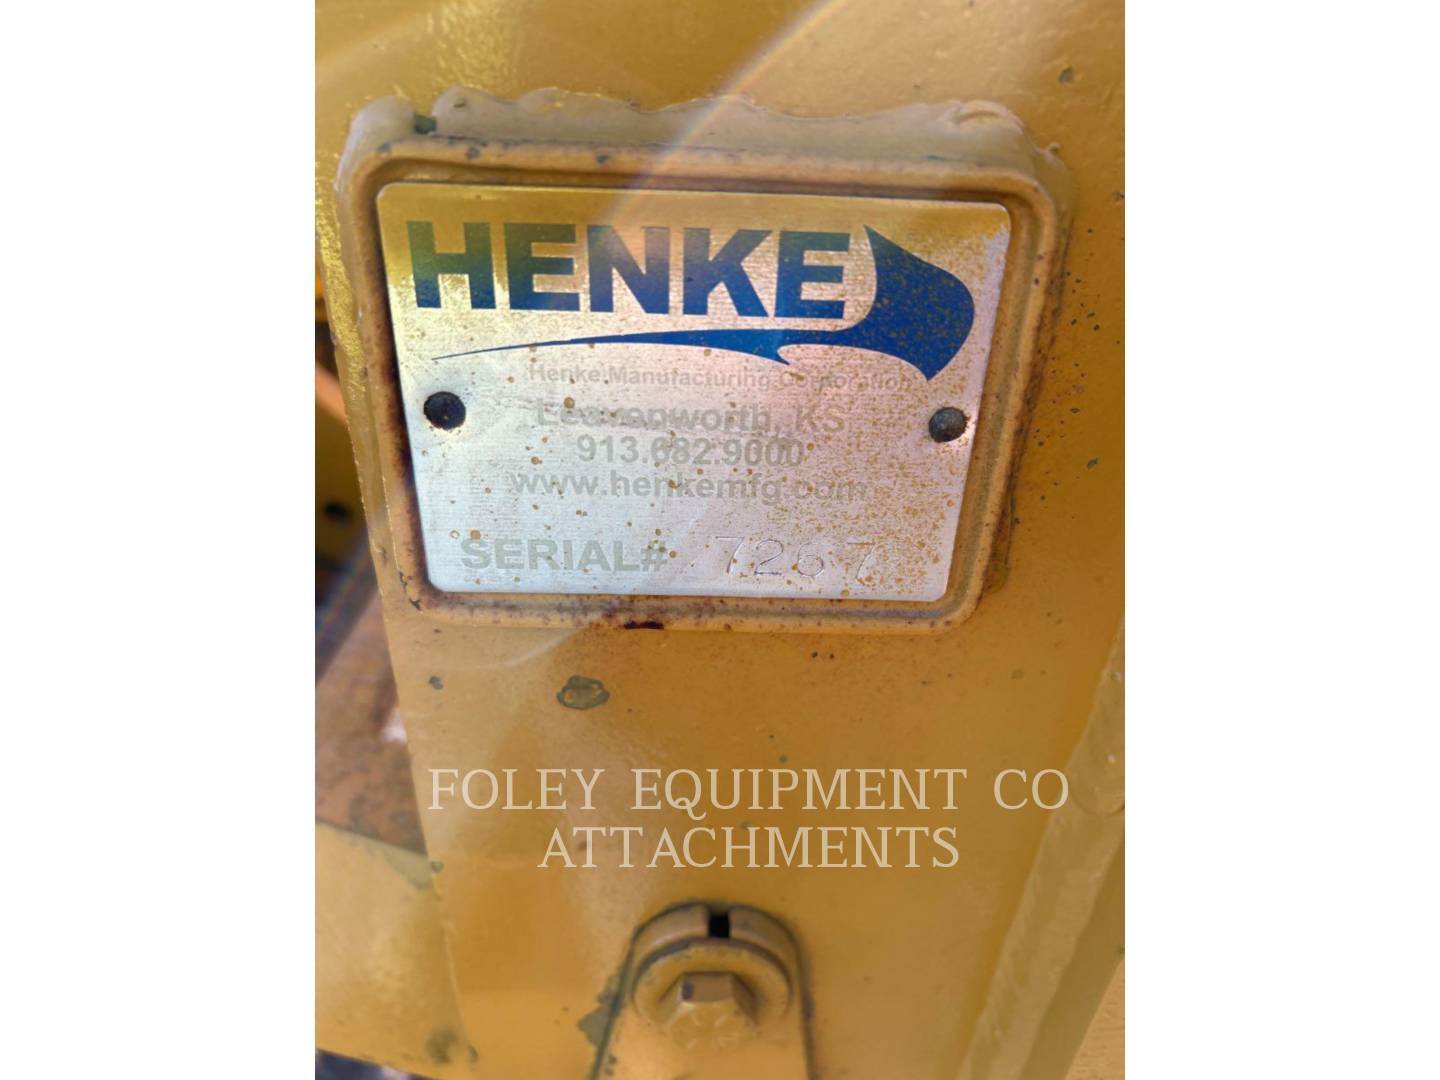 HENKE
Henke Manufacturing Corporation
Leavenworth, KS
913.682.9000
www.henkemfg.com
SERIAL# 7267
FOLEY EQUIPMENT CO
ATTACHMENTS